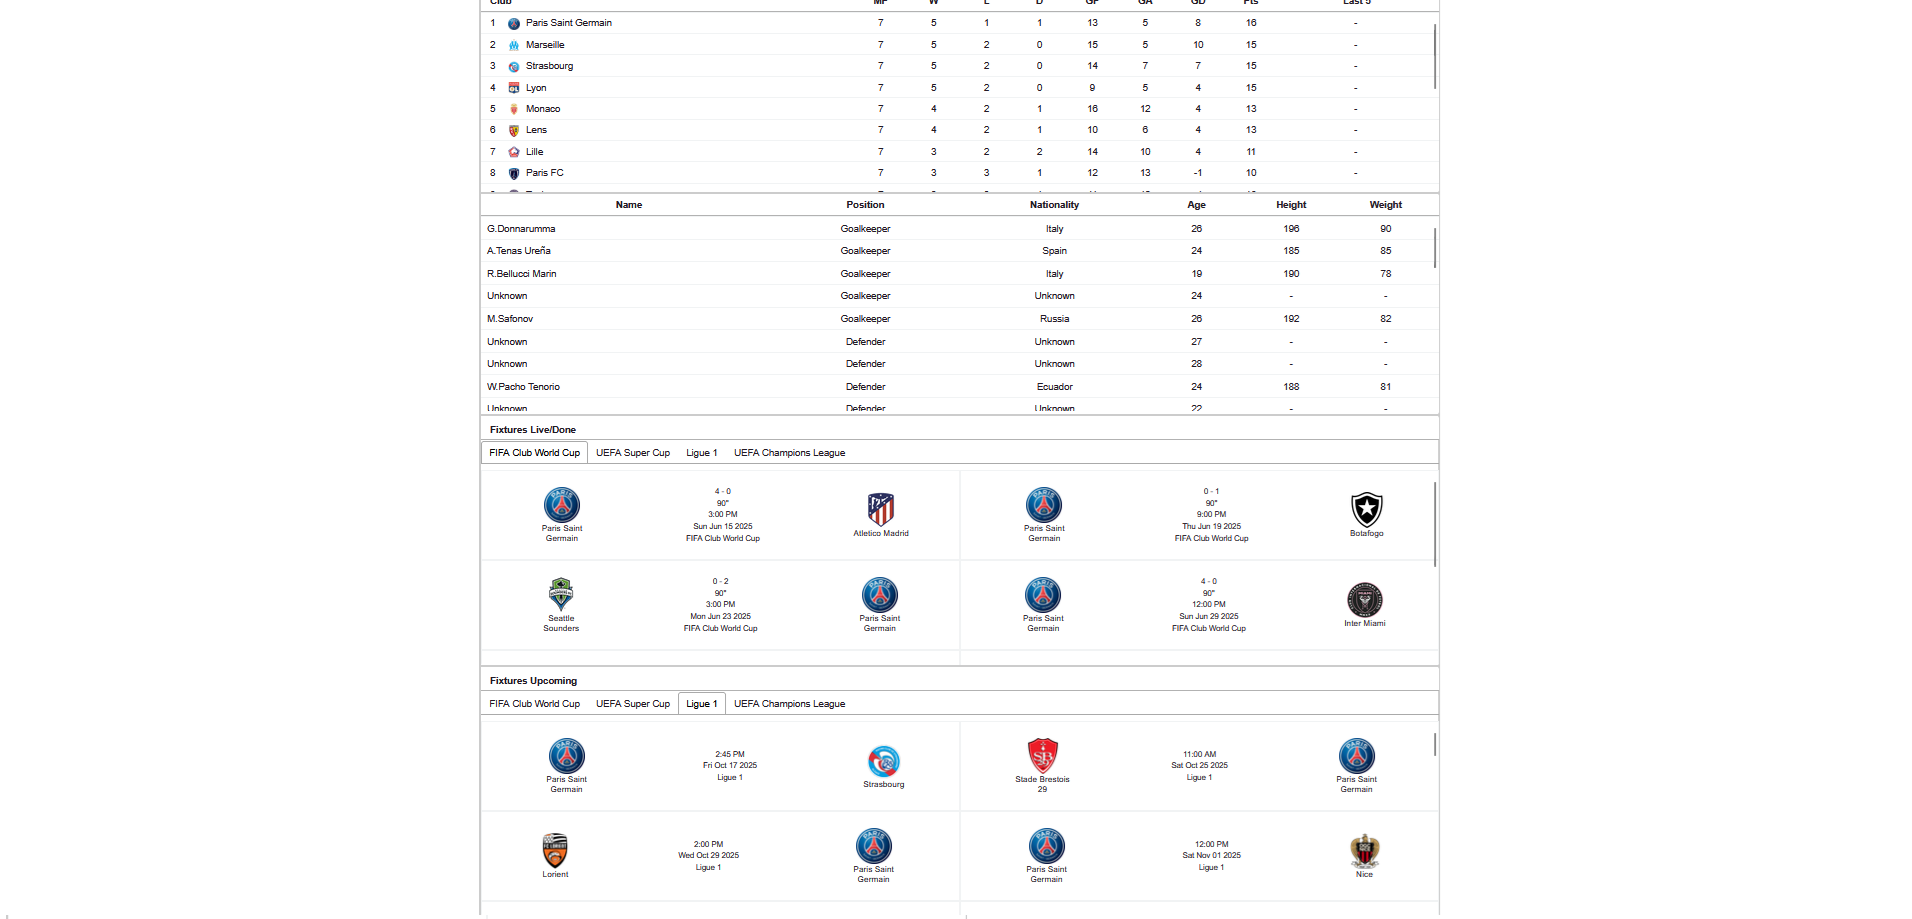 Club MP W L D GF GA GD Pts Last 5
1 Paris Saint Germain 7 5 1 1 13 5 8 16 -
2 Marseille 7 5 2 0 15 5 10 15 -
3 Strasbourg 7 5 2 0 14 7 7 15 -
4 Lyon 7 5 2 0 9 5 4 15 -
5 Monaco 7 4 2 1 16 12 4 13 -
6 Lens 7 4 2 1 10 6 4 13 -
7 Lille 7 3 2 2 14 10 4 11 -
8 Paris FC 7 3 3 1 12 13 -1 10 -
Name Position Nationality Age Height Weight
G.Donnarumma Goalkeeper Italy 26 196 90
A.Tenas Ureña Goalkeeper Spain 24 185 85
R.Bellucci Marin Goalkeeper Italy 19 190 78
Unknown Goalkeeper Unknown 24 - -
M.Safonov Goalkeeper Russia 26 192 82
Unknown Defender Unknown 27 - -
Unknown Defender Unknown 28 - -
W.Pacho Tenorio Defender Ecuador 24 188 81
Unknown Defender Unknown 22 - -
Fixtures Live/Done
FIFA Club World Cup UEFA Super Cup Ligue 1 UEFA Champions League
Paris Saint
Germain
4 - 0
90"
3:00 PM
Sun Jun 15 2025
FIFA Club World Cup
Atletico Madrid
Paris Saint
Germain
0 - 1
90"
9:00 PM
Thu Jun 19 2025
FIFA Club World Cup
Botafogo
Seattle
Sounders
0 - 2
90"
3:00 PM
Mon Jun 23 2025
FIFA Club World Cup
Paris Saint
Germain
Paris Saint
Germain
4 - 0
90"
12:00 PM
Sun Jun 29 2025
FIFA Club World Cup
Inter Miami
Fixtures Upcoming
FIFA Club World Cup UEFA Super Cup Ligue 1 UEFA Champions League
Paris Saint
Germain
2:45 PM
Fri Oct 17 2025
Ligue 1
Strasbourg
Stade Brestois
29
11:00 AM
Sat Oct 25 2025
Ligue 1
Paris Saint
Germain
Lorient
2:00 PM
Wed Oct 29 2025
Ligue 1
Paris Saint
Germain
Paris Saint
Germain
12:00 PM
Sat Nov 01 2025
Ligue 1
Nice